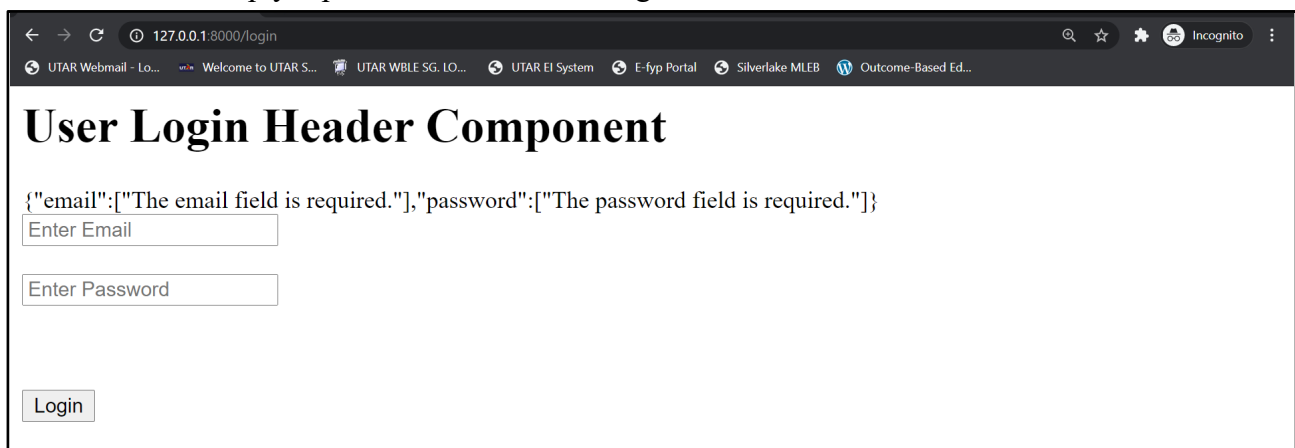 127.0.0.1:8000/login
Incognito
UTAR Webmail - Lo... Welcome to UTAR S... UTAR WBLE SG. LO... UTAR EI System E-fyp Portal Silverlake MLEB Outcome-Based Ed...
User Login Header Component
{"email":["The email field is required."],"password":["The password field is required."]}
Enter Email
Enter Password
Login